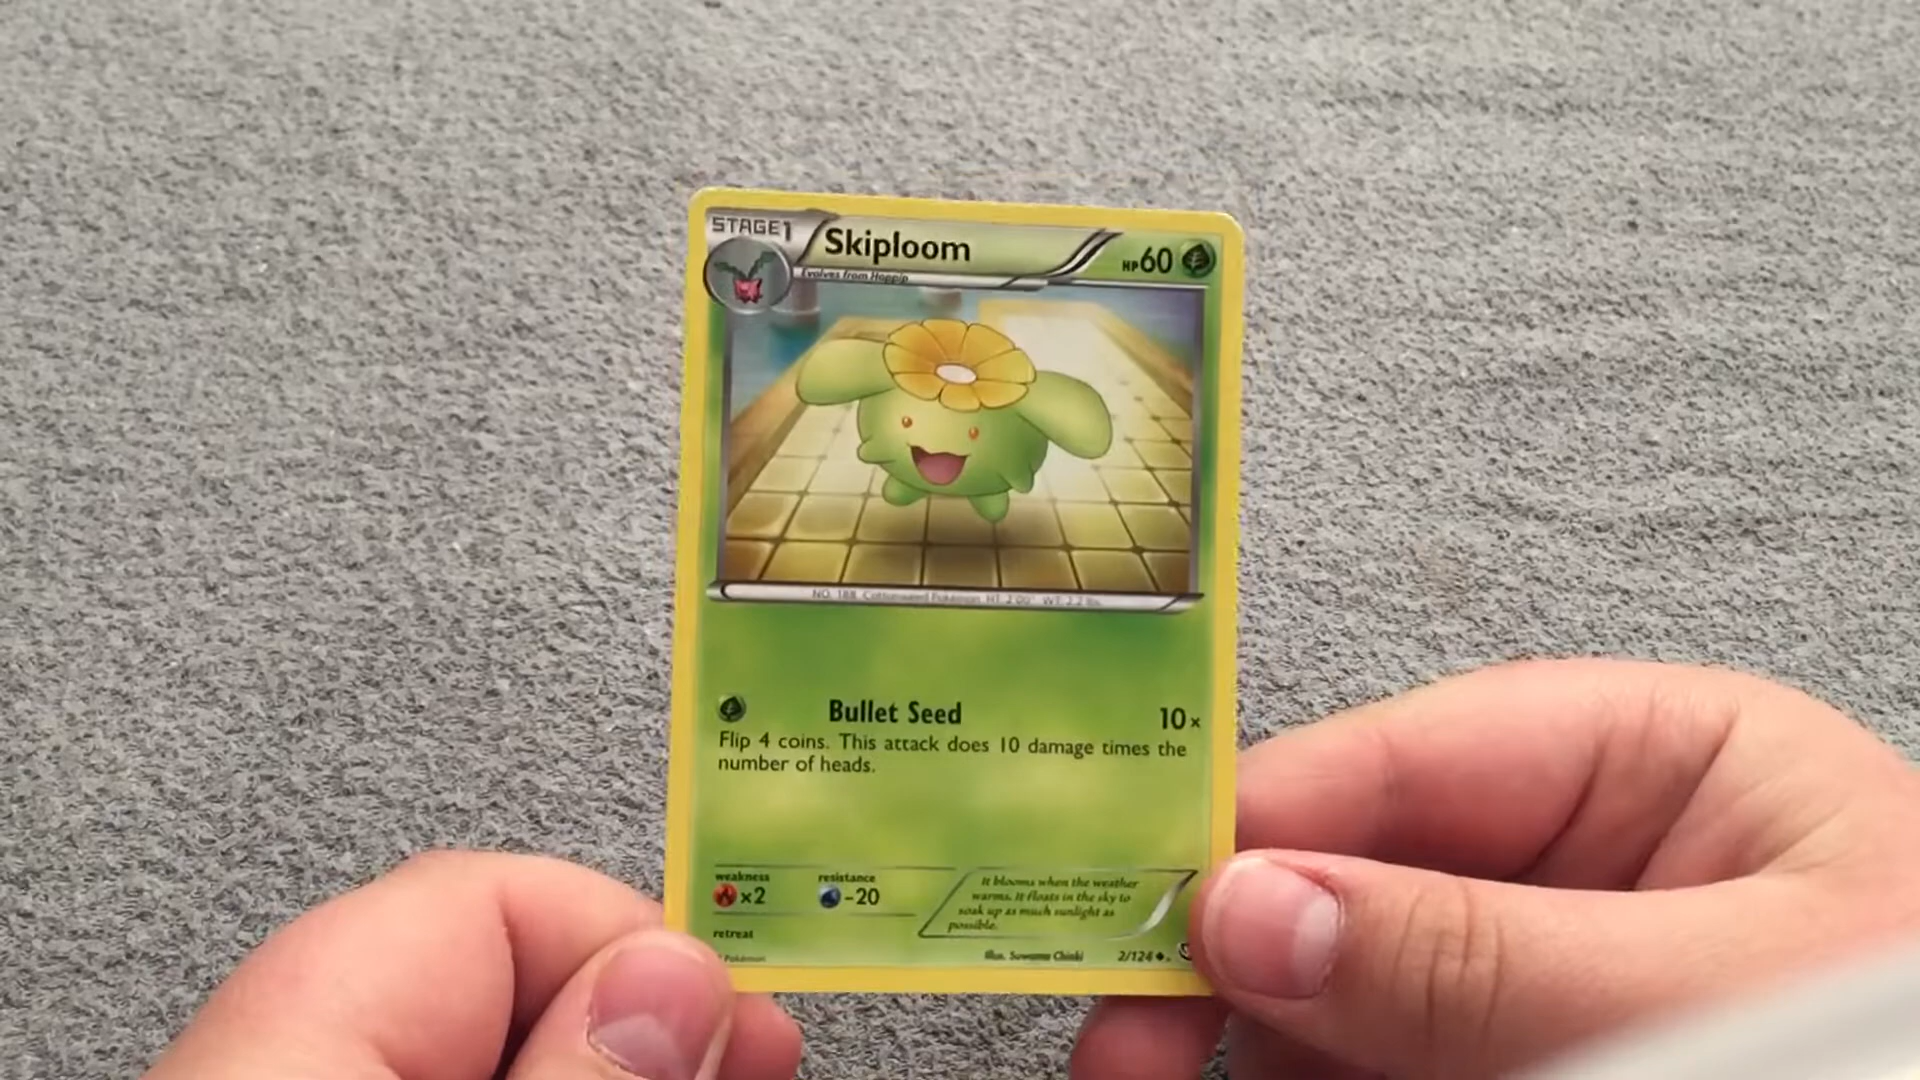 STAGE1
Skiploom
HP60
Evolves from Hoppip
NO. 188 Cottonweed Pokémon HT: 2'00" WT: 2.2 lbs.
Bullet Seed
10×
Flip 4 coins. This attack does 10 damage times the
number of heads.
weakness
×2
resistance
-20
It blooms when the weather
warms. It floats in the sky to
soak up as much sunlight as
possible.
retreat
Pokémon
Illus. Suwama Chiaki
2/124